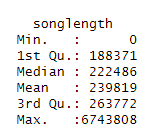 songlength
Min.   :      0
1st Qu.: 188371
Median : 222486
Mean   : 239819
3rd Qu.: 263772
Max.   :6743808